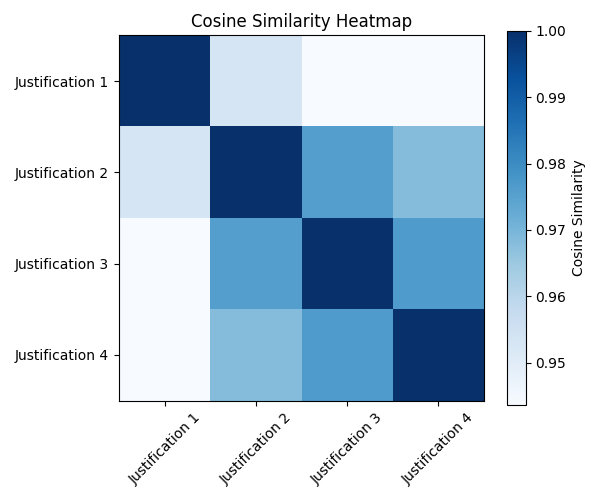 Cosine Similarity Heatmap
Justification 1
Justification 2
Justification 3
Justification 4
Justification 1
Justification 2
Justification 3
Justification 4
1.00
0.99
0.98
0.97
0.96
0.95
Cosine Similarity